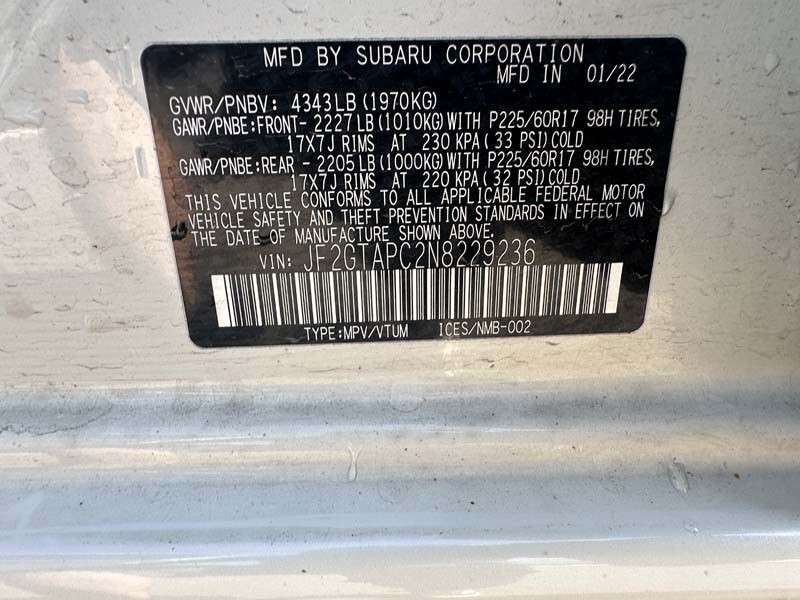 MFD BY SUBARU CORPORATION
MFD IN 01/22
GVWR/PNBV: 4343LB (1970KG)
GAWR/PNBE:FRONT- 2227LB (1010KG) WITH P225/60R17 98H TIRES,
17X7J RIMS AT 230 KPA (33 PSI) COLD
GAWR/PNBE:REAR - 2205LB (1000KG) WITH P225/60R17 98H TIRES,
17X7J RIMS AT 220 KPA (32 PSI) COLD
THIS VEHICLE CONFORMS TO ALL APPLICABLE FEDERAL MOTOR
VEHICLE SAFETY AND THEFT PREVENTION STANDARDS IN EFFECT ON
THE DATE OF MANUFACTURE SHOWN ABOVE.
VIN: JF2GTAPC2N8229236
TYPE:MPV/VTUM ICES/NMB-002